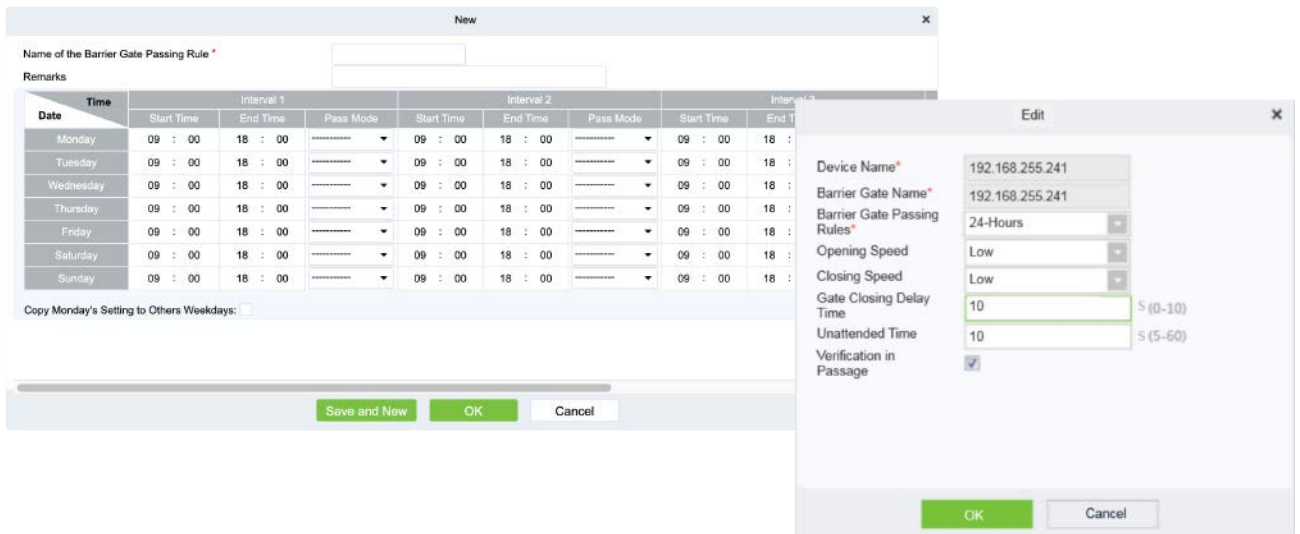 New
Name of the Barrier Gate Passing Rule *
Remarks
Time Interval 1 Interval 2
Date Start Time End Time Pass Mode Start Time End Time Pass Mode Start Time
Monday 09 : 00 18 : 00 ----------- 09 : 00 18 : 00 ----------- 09 : 00 18 :
Tuesday 09 : 00 18 : 00 ----------- 09 : 00 18 : 00 ----------- 09 : 00 18 :
Wednesday 09 : 00 18 : 00 ----------- 09 : 00 18 : 00 ----------- 09 : 00 18 :
Thursday 09 : 00 18 : 00 ----------- 09 : 00 18 : 00 ----------- 09 : 00 18 :
Friday 09 : 00 18 : 00 ----------- 09 : 00 18 : 00 ----------- 09 : 00 18 :
Saturday 09 : 00 18 : 00 ----------- 09 : 00 18 : 00 ----------- 09 : 00 18 :
Sunday 09 : 00 18 : 00 ----------- 09 : 00 18 : 00 ----------- 09 : 00 18 :
Copy Monday's Setting to Others Weekdays:
Save and New OK Cancel
Edit
Device Name* 192.168.255.241
Barrier Gate Name* 192.168.255.241
Barrier Gate Passing
Rules* 24-Hours
Opening Speed Low
Closing Speed Low
Gate Closing Delay
Time 10 S (0-10)
Unattended Time 10 S (5-60)
Verification in
Passage
OK Cancel